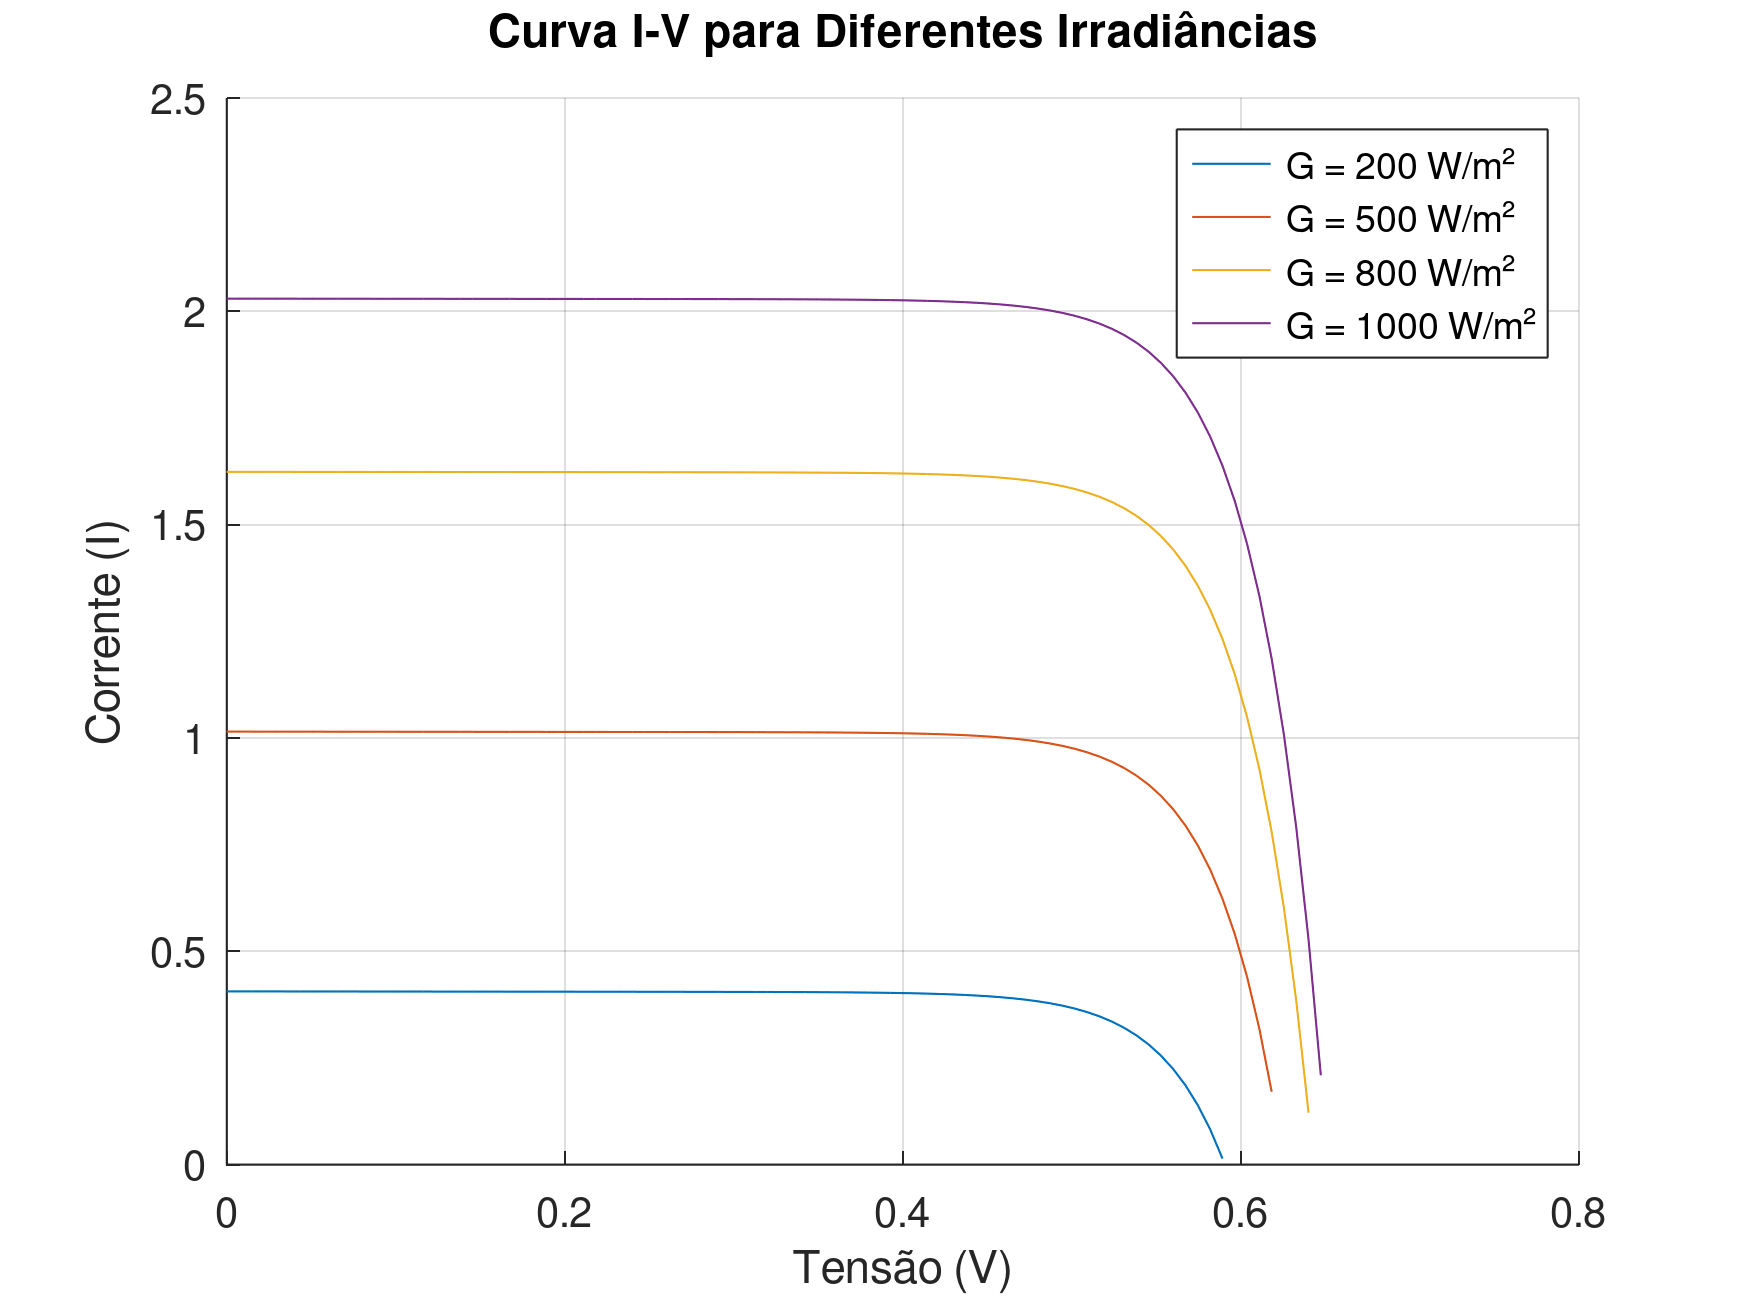 Curva I-V para Diferentes Irradiâncias
2.5
2
1.5
1
0.5
0
Corrente (I)
G = 200 W/m²
G = 500 W/m²
G = 800 W/m²
G = 1000 W/m²
0 0.2 0.4 0.6 0.8
Tensão (V)